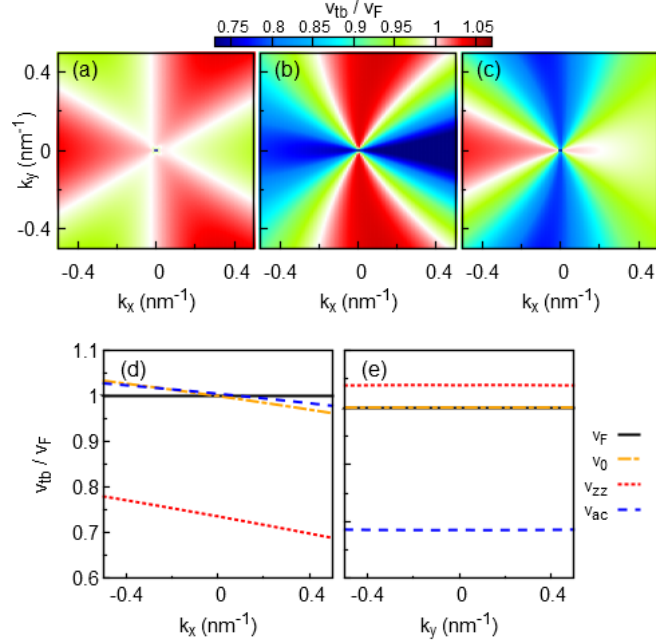 v_tb / v_F
0.75 0.8 0.85 0.9 0.95 1 1.05
(a) (b) (c)
0.4
0
-0.4
k_y (nm^-1)
-0.4 0 0.4 -0.4 0 0.4 -0.4 0 0.4
k_x (nm^-1) k_x (nm^-1) k_x (nm^-1)
(d) (e)
1.1
1
0.9
0.8
0.7
0.6
v_tb / v_F
v_F
v_0
v_zz
v_ac
-0.4 0 0.4 -0.4 0 0.4
k_x (nm^-1) k_y (nm^-1)